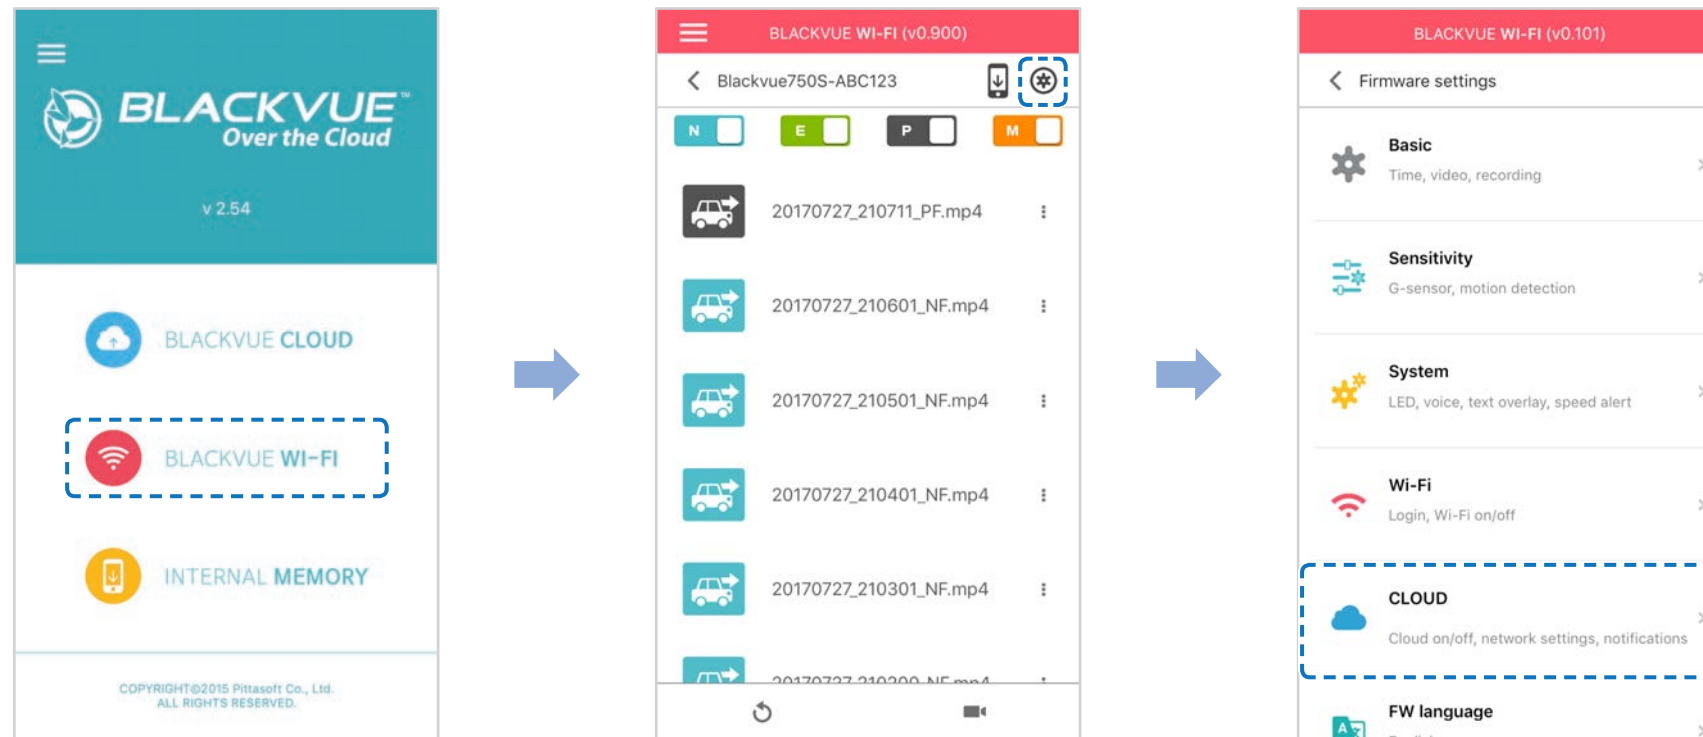 BLACKVUE™
Over the Cloud
v 2.54
BLACKVUE CLOUD
BLACKVUE WI-FI
INTERNAL MEMORY
COPYRIGHT©2015 Pittasoft Co., Ltd.
ALL RIGHTS RESERVED.
BLACKVUE WI-FI (v0.900)
Blackvue750S-ABC123
N E P M
20170727_210711_PF.mp4
20170727_210601_NF.mp4
20170727_210501_NF.mp4
20170727_210401_NF.mp4
20170727_210301_NF.mp4
20170727_210200_NF.mp4
BLACKVUE WI-FI (v0.101)
Firmware settings
Basic
Time, video, recording
Sensitivity
G-sensor, motion detection
System
LED, voice, text overlay, speed alert
Wi-Fi
Login, Wi-Fi on/off
CLOUD
Cloud on/off, network settings, notifications
FW language